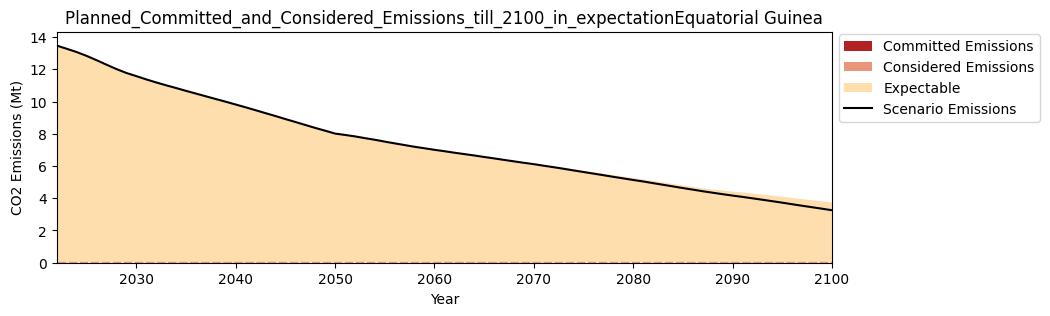 Planned_Committed_and_Considered_Emissions_till_2100_in_expectationEquatorial Guinea
14
12
10
8
6
4
2
0
CO2 Emissions (Mt)
2030 2040 2050 2060 2070 2080 2090 2100
Year
Committed Emissions
Considered Emissions
Expectable
Scenario Emissions